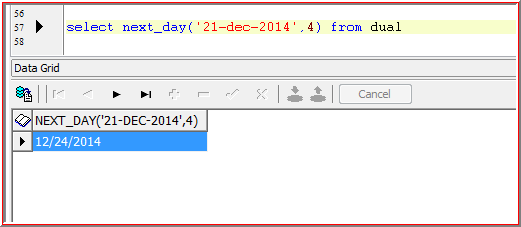 56
57 select next_day('21-dec-2014',4) from dual
58
Data Grid
Cancel
NEXT_DAY('21-DEC-2014',4)
12/24/2014